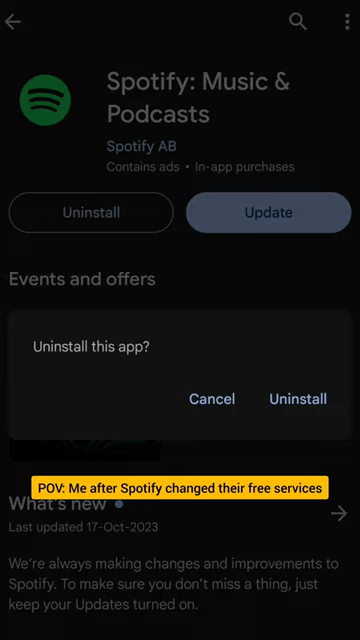 Spotify: Music &
Podcasts
Spotify AB
Contains ads • In-app purchases
Uninstall
Update
Events and offers
Uninstall this app?
Cancel
Uninstall
POV: Me after Spotify changed their free services
What's new
Last updated 17-Oct-2023
We're always making changes and improvements to
Spotify. To make sure you don't miss a thing, just
keep your Updates turned on.